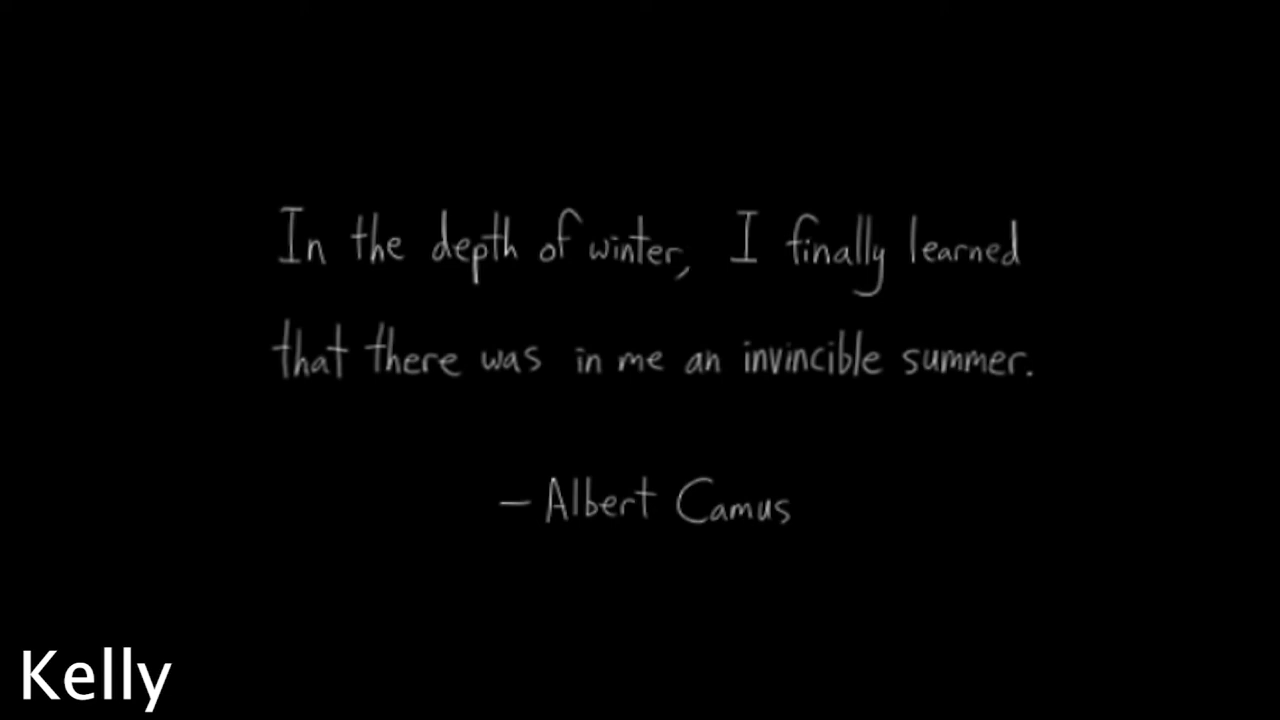 In the depth of winter, I finally learned
that there was in me an invincible summer.
– Albert Camus
Kelly